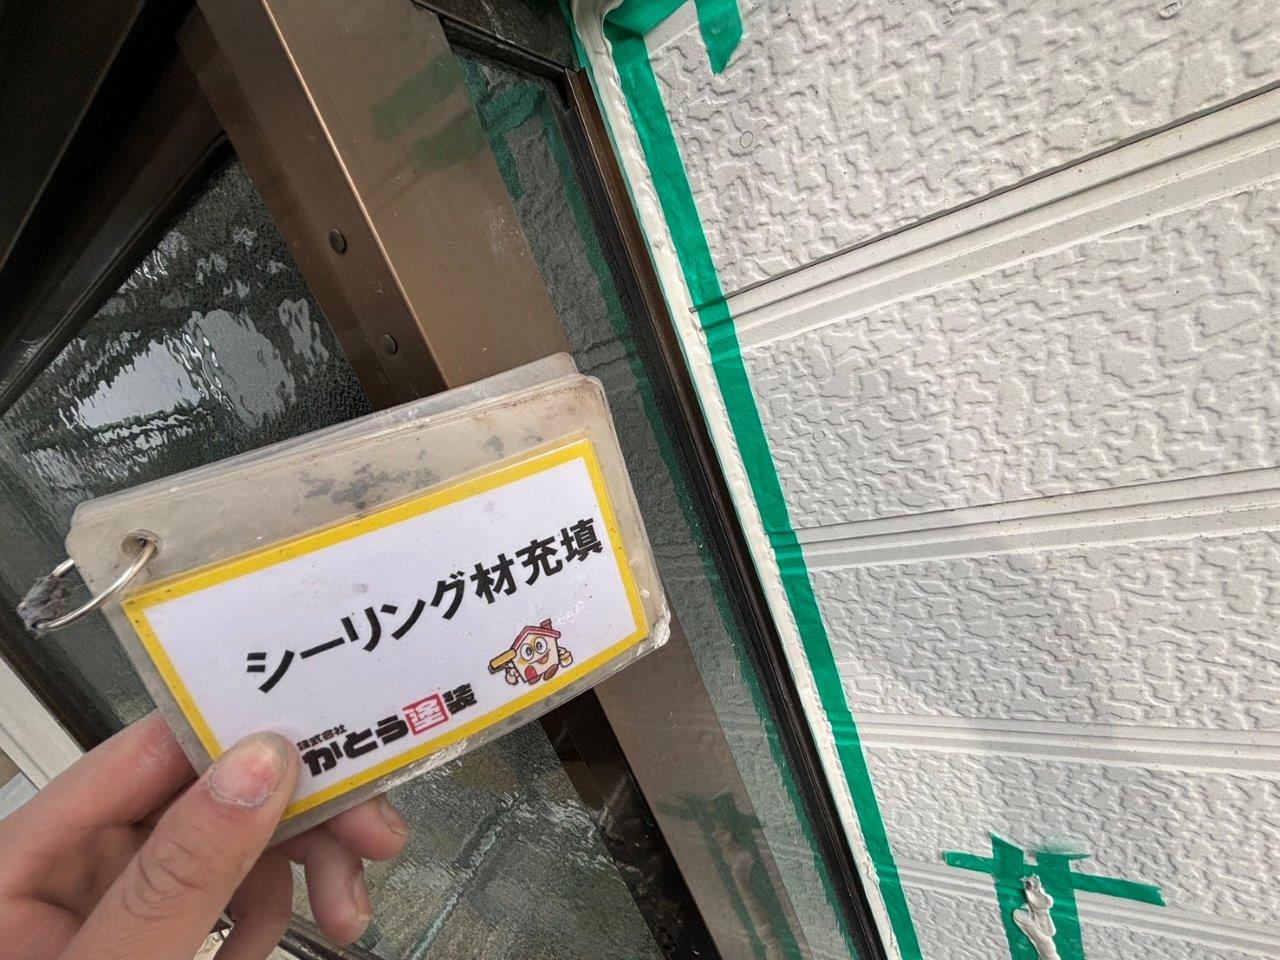 シーリング材充填
株式会社
かとう塗装